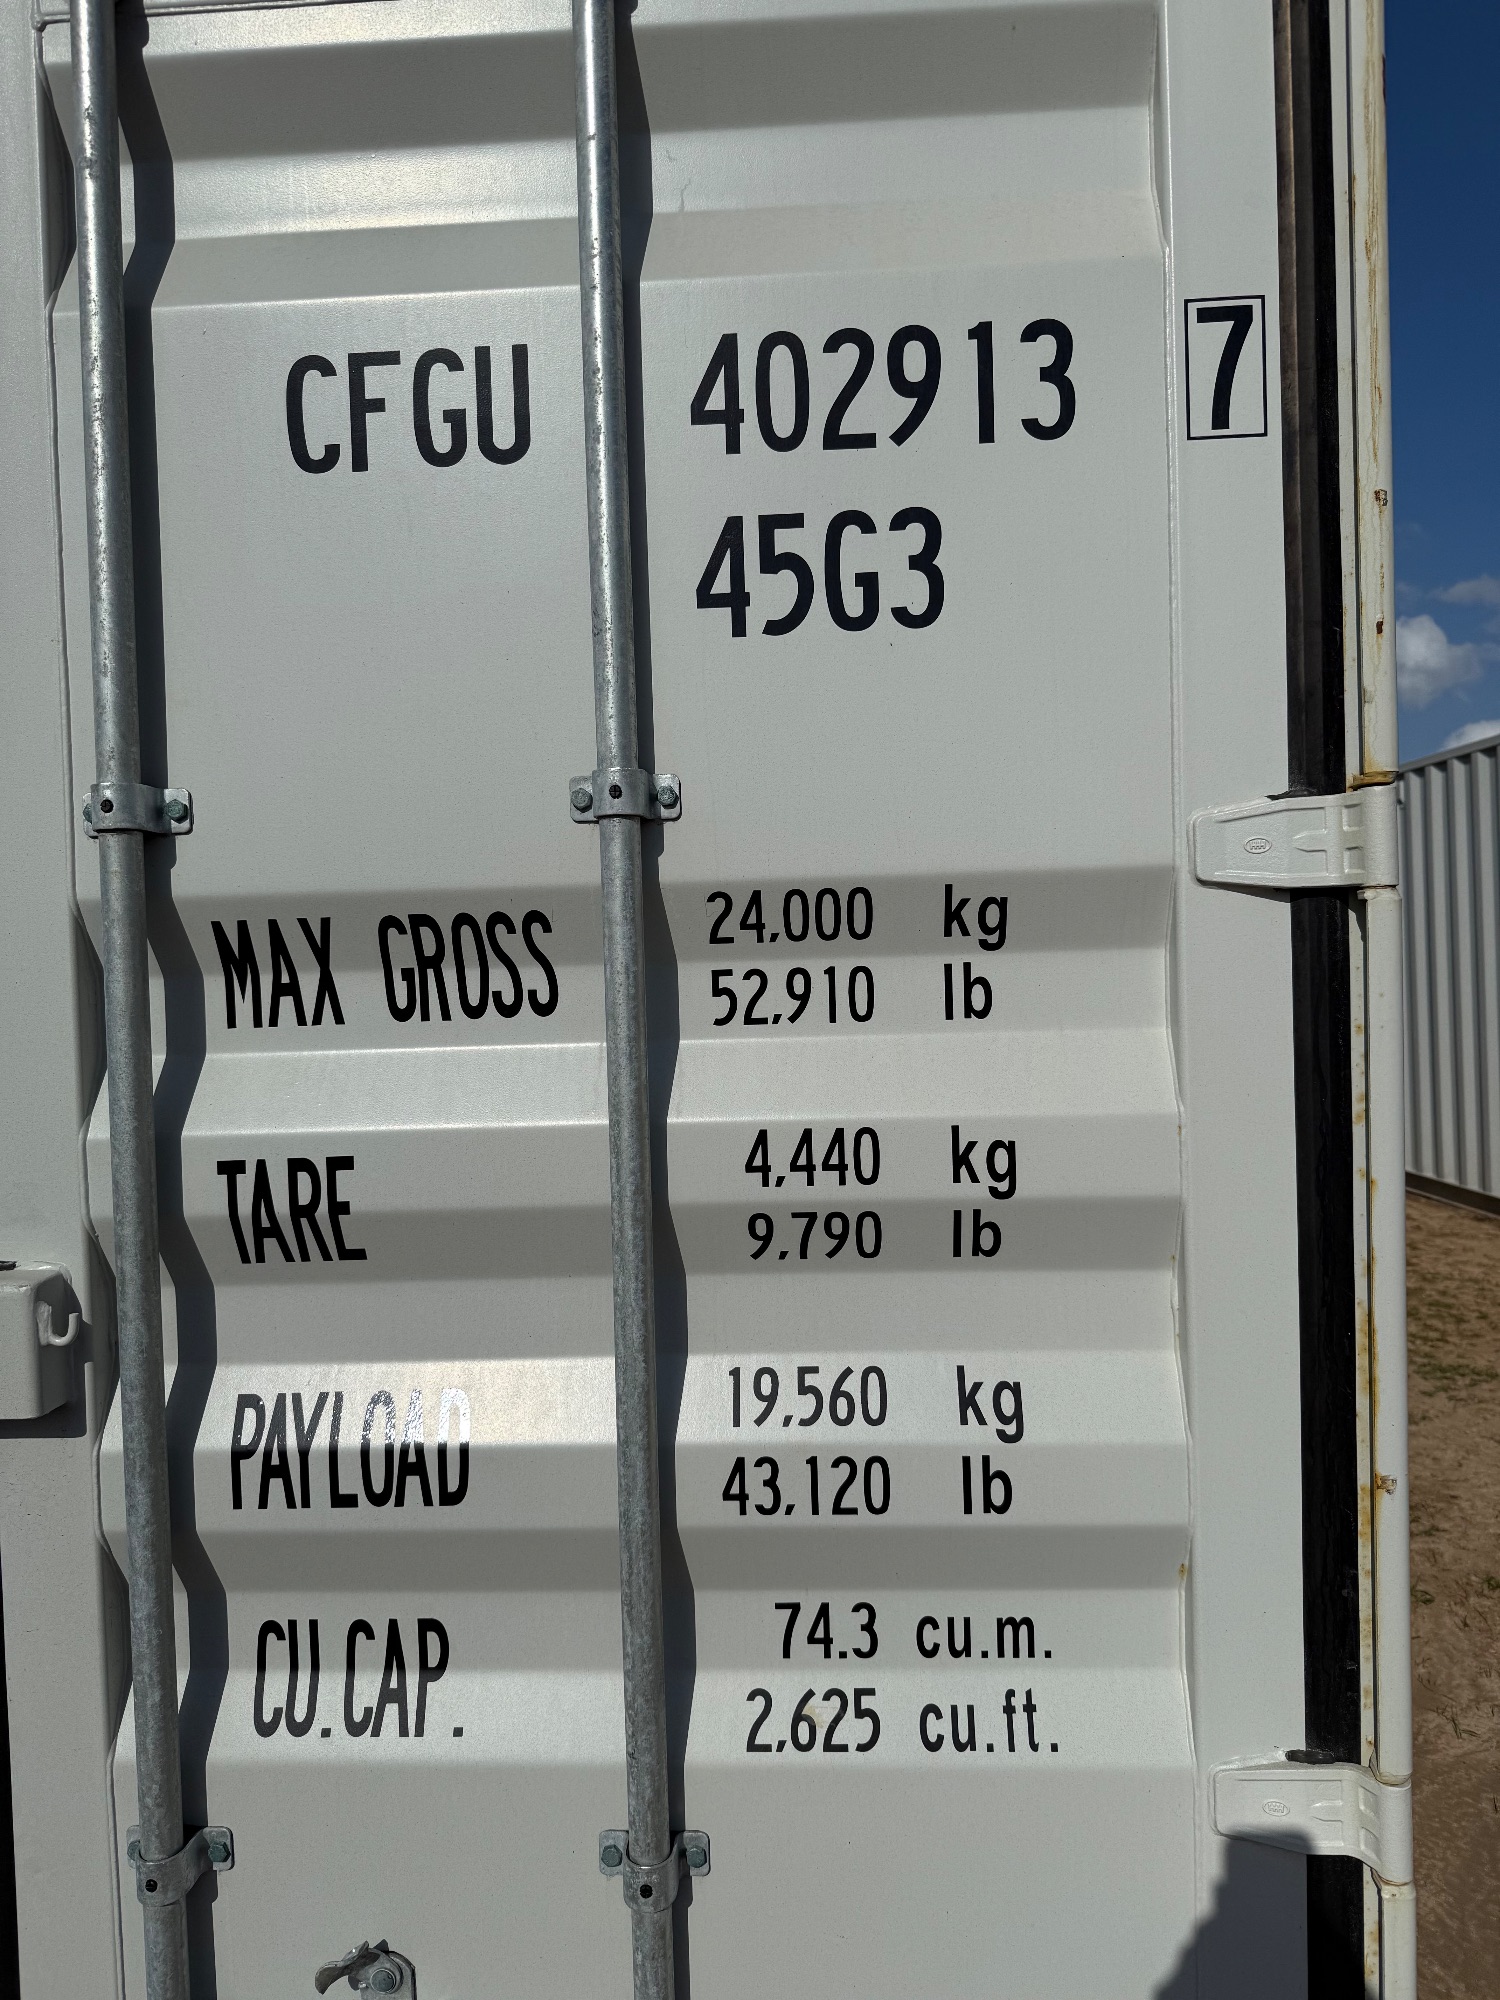 CFGU 402913 7
45G3
MAX GROSS 24,000 kg
52,910 lb
TARE 4,440 kg
9,790 lb
PAYLOAD 19,560 kg
43,120 lb
CU.CAP. 74.3 cu.m.
2,625 cu.ft.